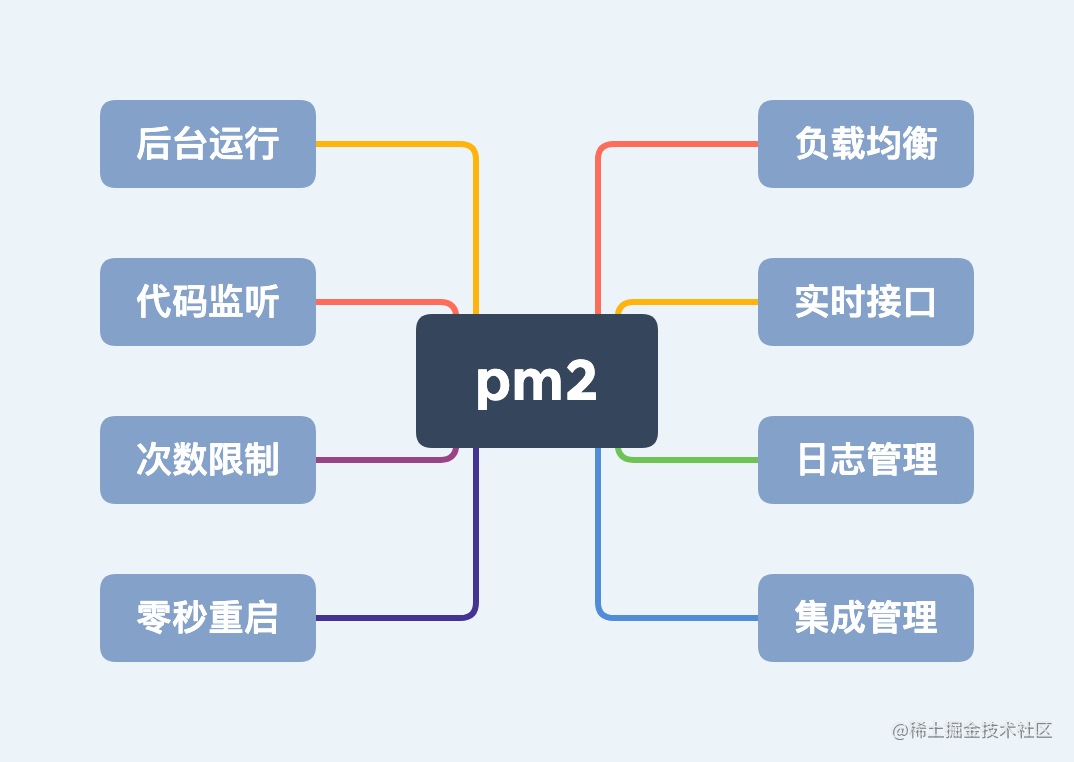 后台运行
代码监听
次数限制
零秒重启
pm2
负载均衡
实时接口
日志管理
集成管理
@稀土掘金技术社区